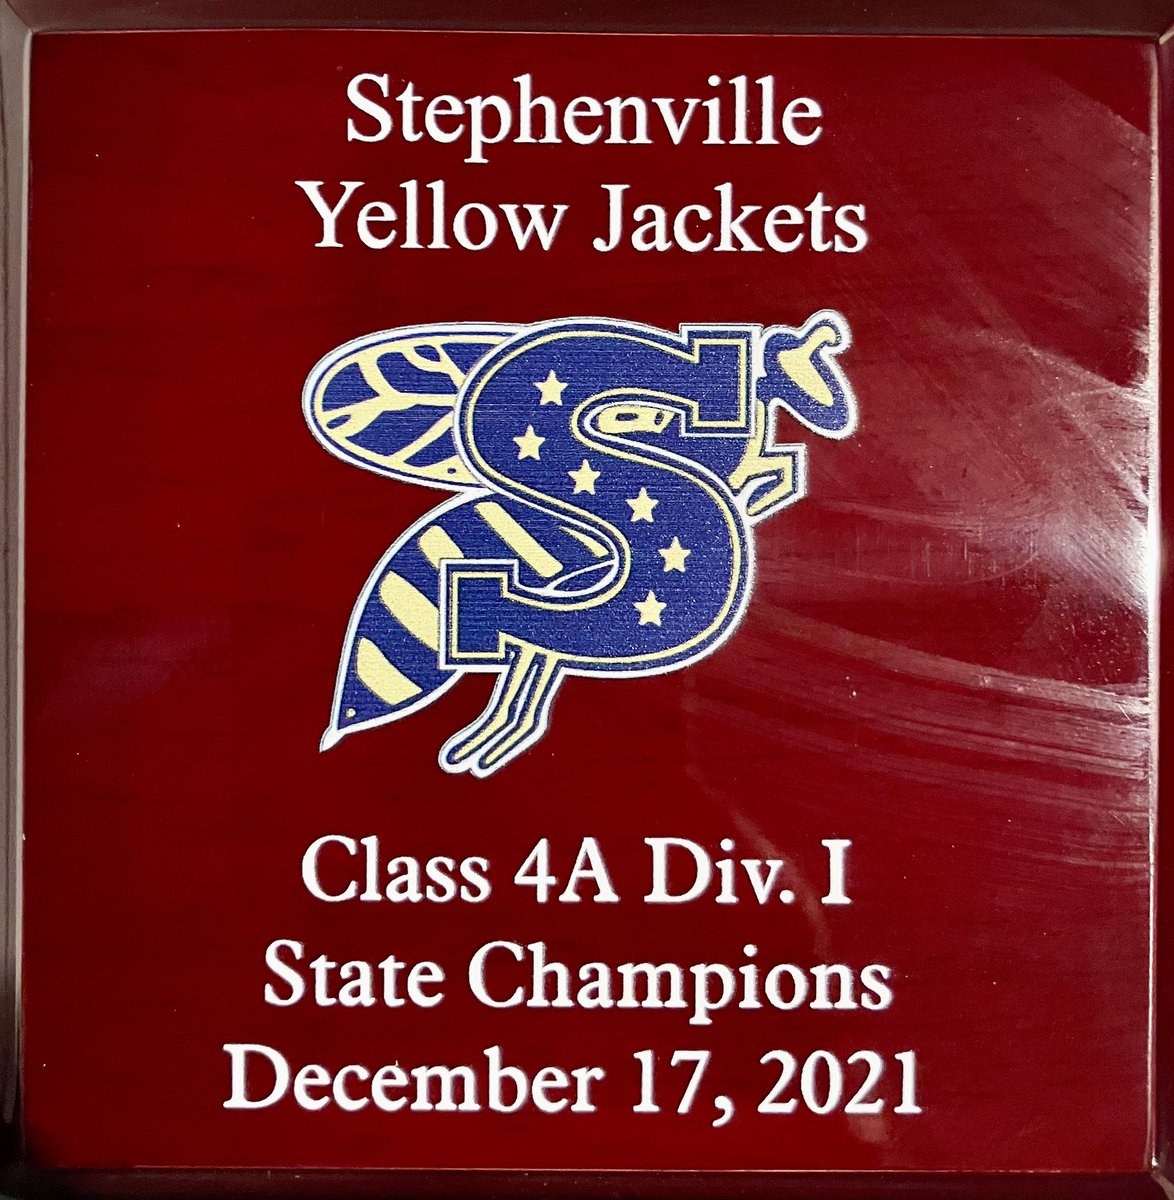 Stephenville
Yellow Jackets
S
Class 4A Div. I
State Champions
December 17, 2021